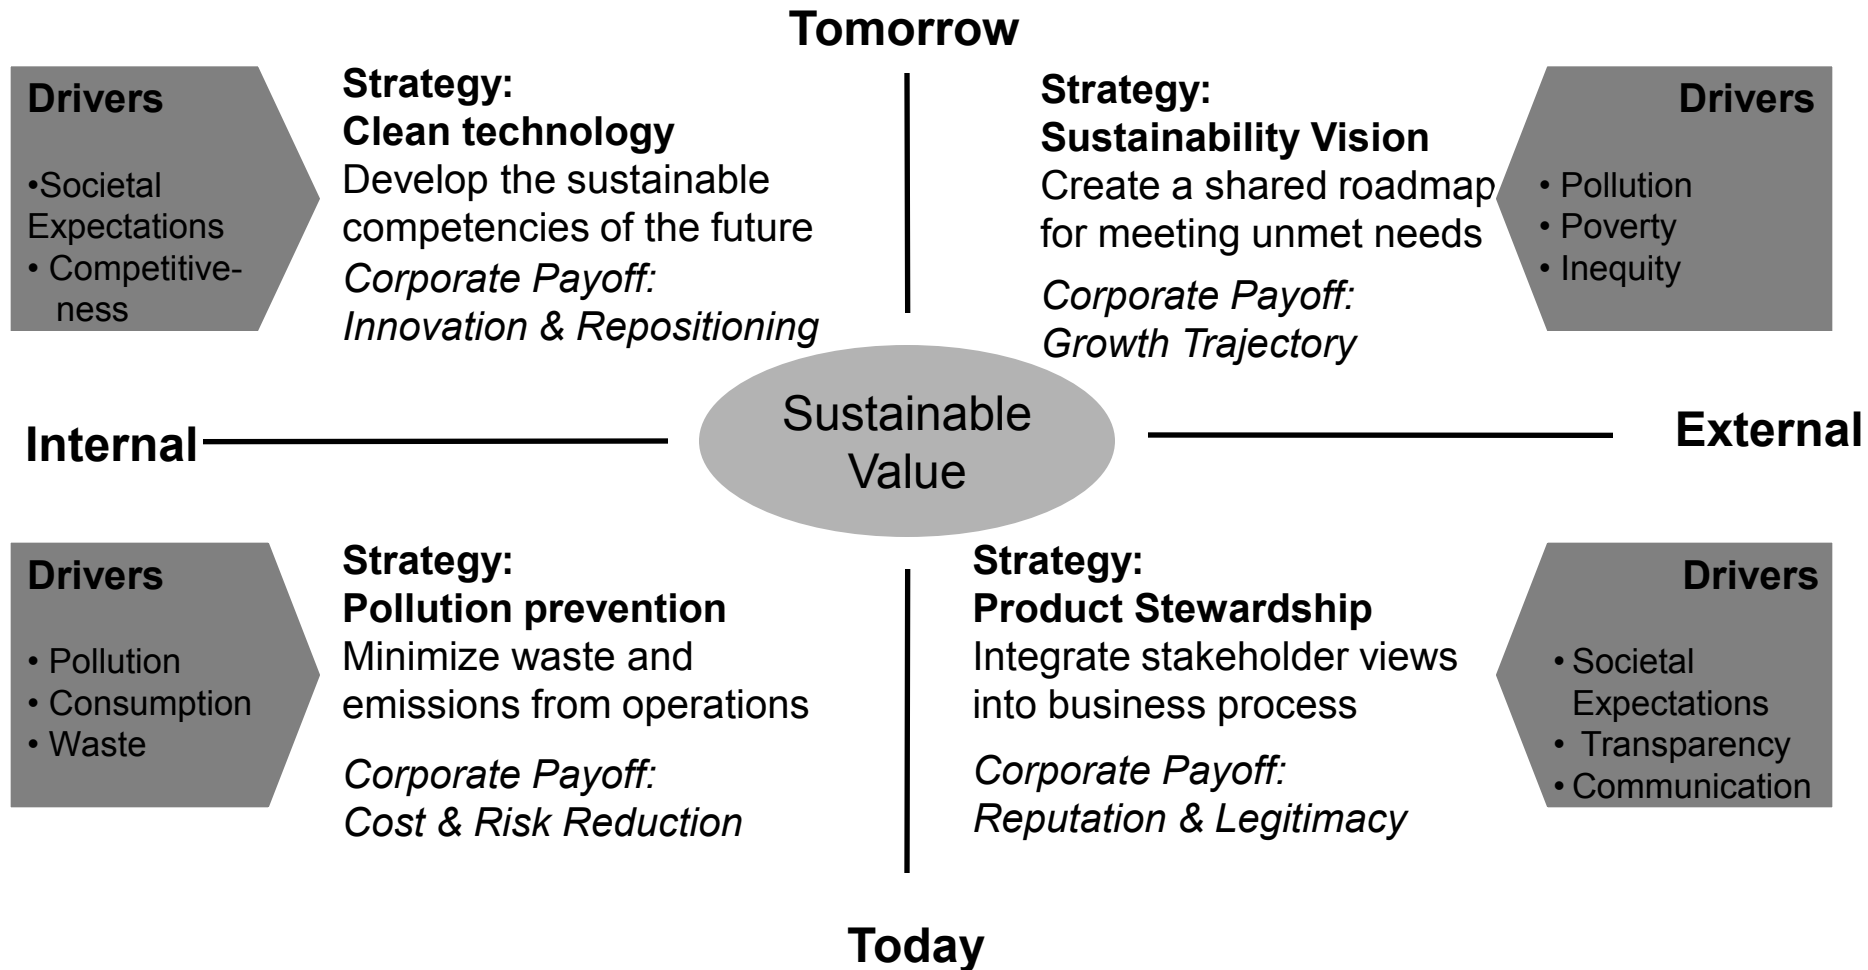 Tomorrow
Drivers
•Societal
Expectations
• Competitive-
ness
Strategy:
Clean technology
Develop the sustainable
competencies of the future
Corporate Payoff:
Innovation & Repositioning
Strategy:
Sustainability Vision
Create a shared roadmap
for meeting unmet needs
Corporate Payoff:
Growth Trajectory
Drivers
• Pollution
• Poverty
• Inequity
Internal
Sustainable
Value
External
Drivers
• Pollution
• Consumption
• Waste
Strategy:
Pollution prevention
Minimize waste and
emissions from operations
Corporate Payoff:
Cost & Risk Reduction
Strategy:
Product Stewardship
Integrate stakeholder views
into business process
Corporate Payoff:
Reputation & Legitimacy
Drivers
• Societal
Expectations
• Transparency
• Communication
Today